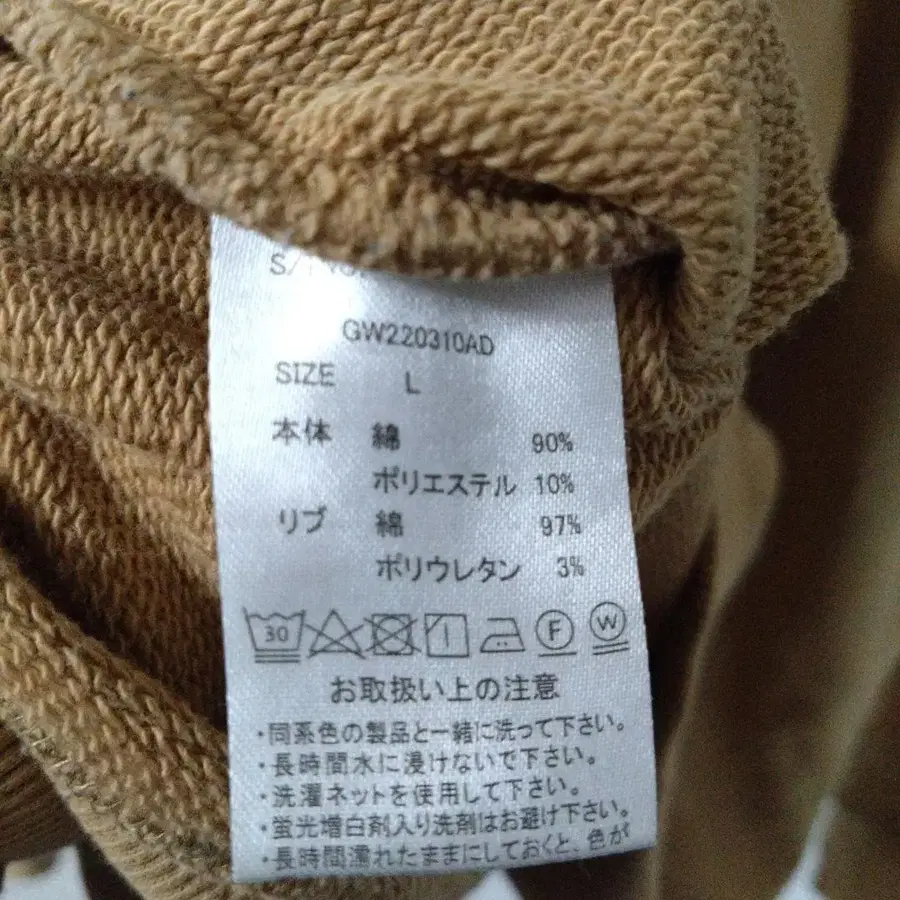 GW220310AD
SIZE L
本体 綿 90%
ポリエステル 10%
リブ 綿 97%
ポリウレタン 3%
30 F W
お取扱い上の注意
・同系色の製品と一緒に洗って下さい。
・長時間水に浸けないで下さい。
・洗濯ネットを使用して下さい。
・蛍光増白剤入り洗剤はお避け下さい。
・長時間濡れたままにしておくと、色が